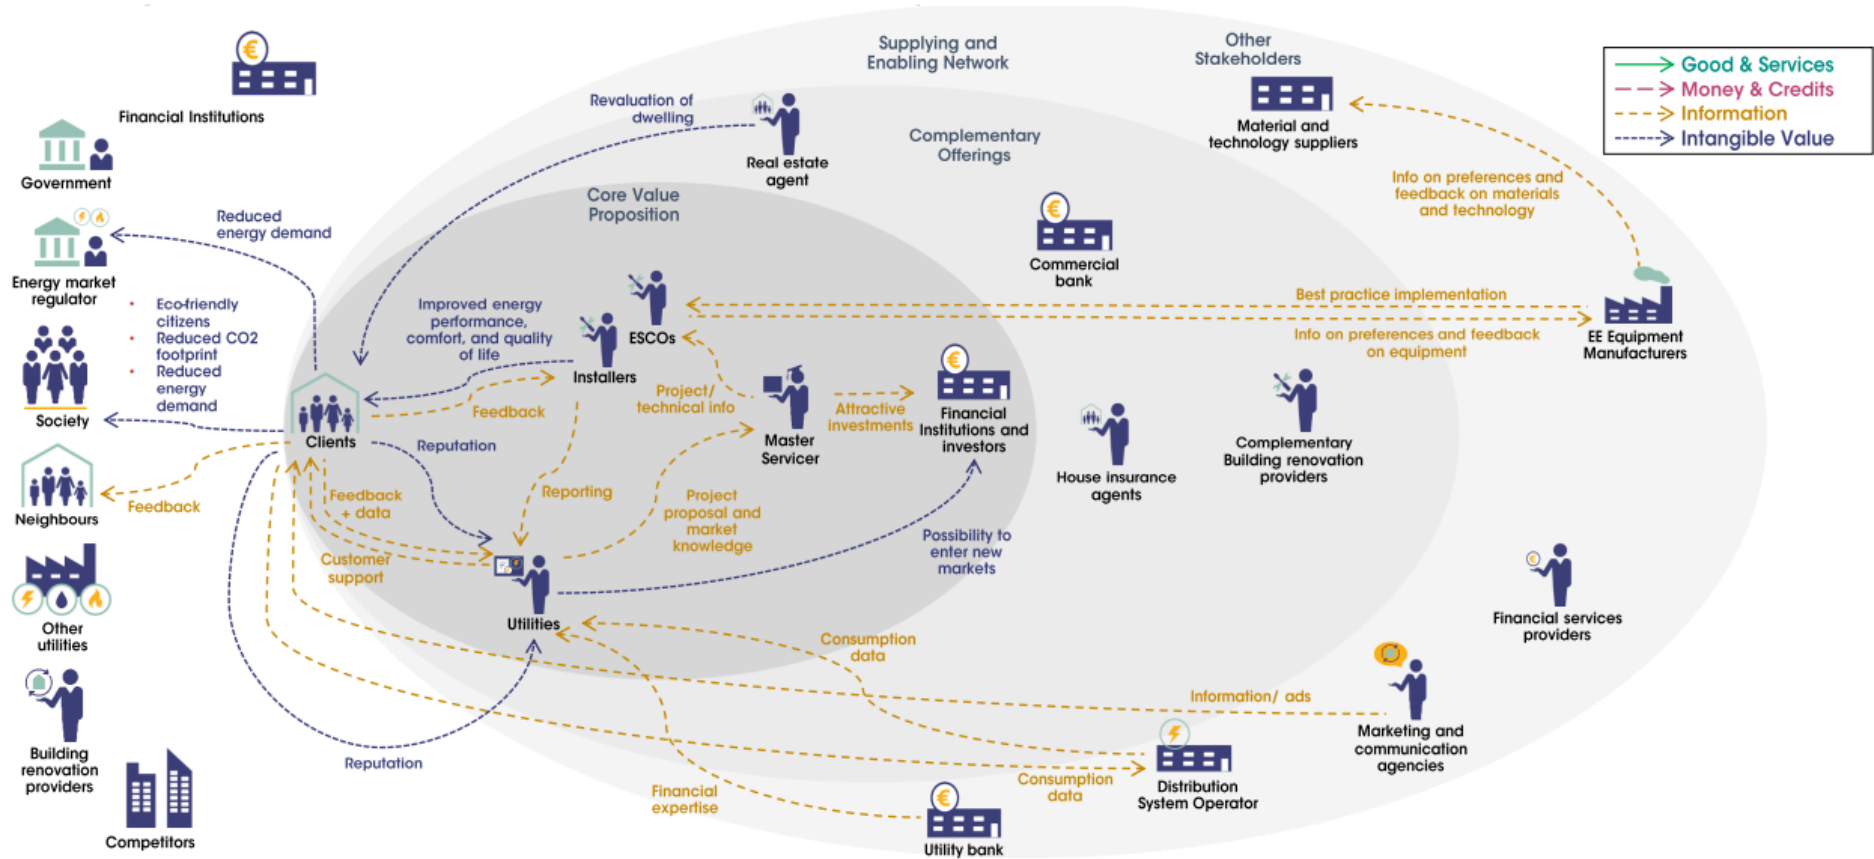 Supplying and
Enabling Network
Other
Stakeholders
Good & Services
Money & Credits
Information
Intangible Value
Financial Institutions
Government
Reduced
energy demand
Energy market
regulator
• Eco-friendly
citizens
• Reduced CO2
footprint
• Reduced
energy
demand
Society
Neighbours
Feedback
Other
utilities
Building
renovation
providers
Competitors
Revaluation of
dwelling
Real estate
agent
Complementary
Offerings
Core Value
Proposition
Material and
technology suppliers
Info on preferences and
feedback on materials
and technology
Commercial
bank
Improved energy
performance,
comfort, and quality
of life
ESCOs
Installers
Best practice implementation
Info on preferences and feedback
on equipment
EE Equipment
Manufacturers
Clients
Feedback
Project/
technical info
Attractive
investments
Master
Servicer
Financial
Institutions and
investors
Reputation
House insurance
agents
Complementary
Building renovation
providers
Feedback
+ data
Reporting
Project
proposal and
market
knowledge
Customer
support
Possibility to
enter new
markets
Utilities
Consumption
data
Financial services
providers
Information/ ads
Marketing and
communication
agencies
Reputation
Financial
expertise
Consumption
data
Distribution
System Operator
Utility bank